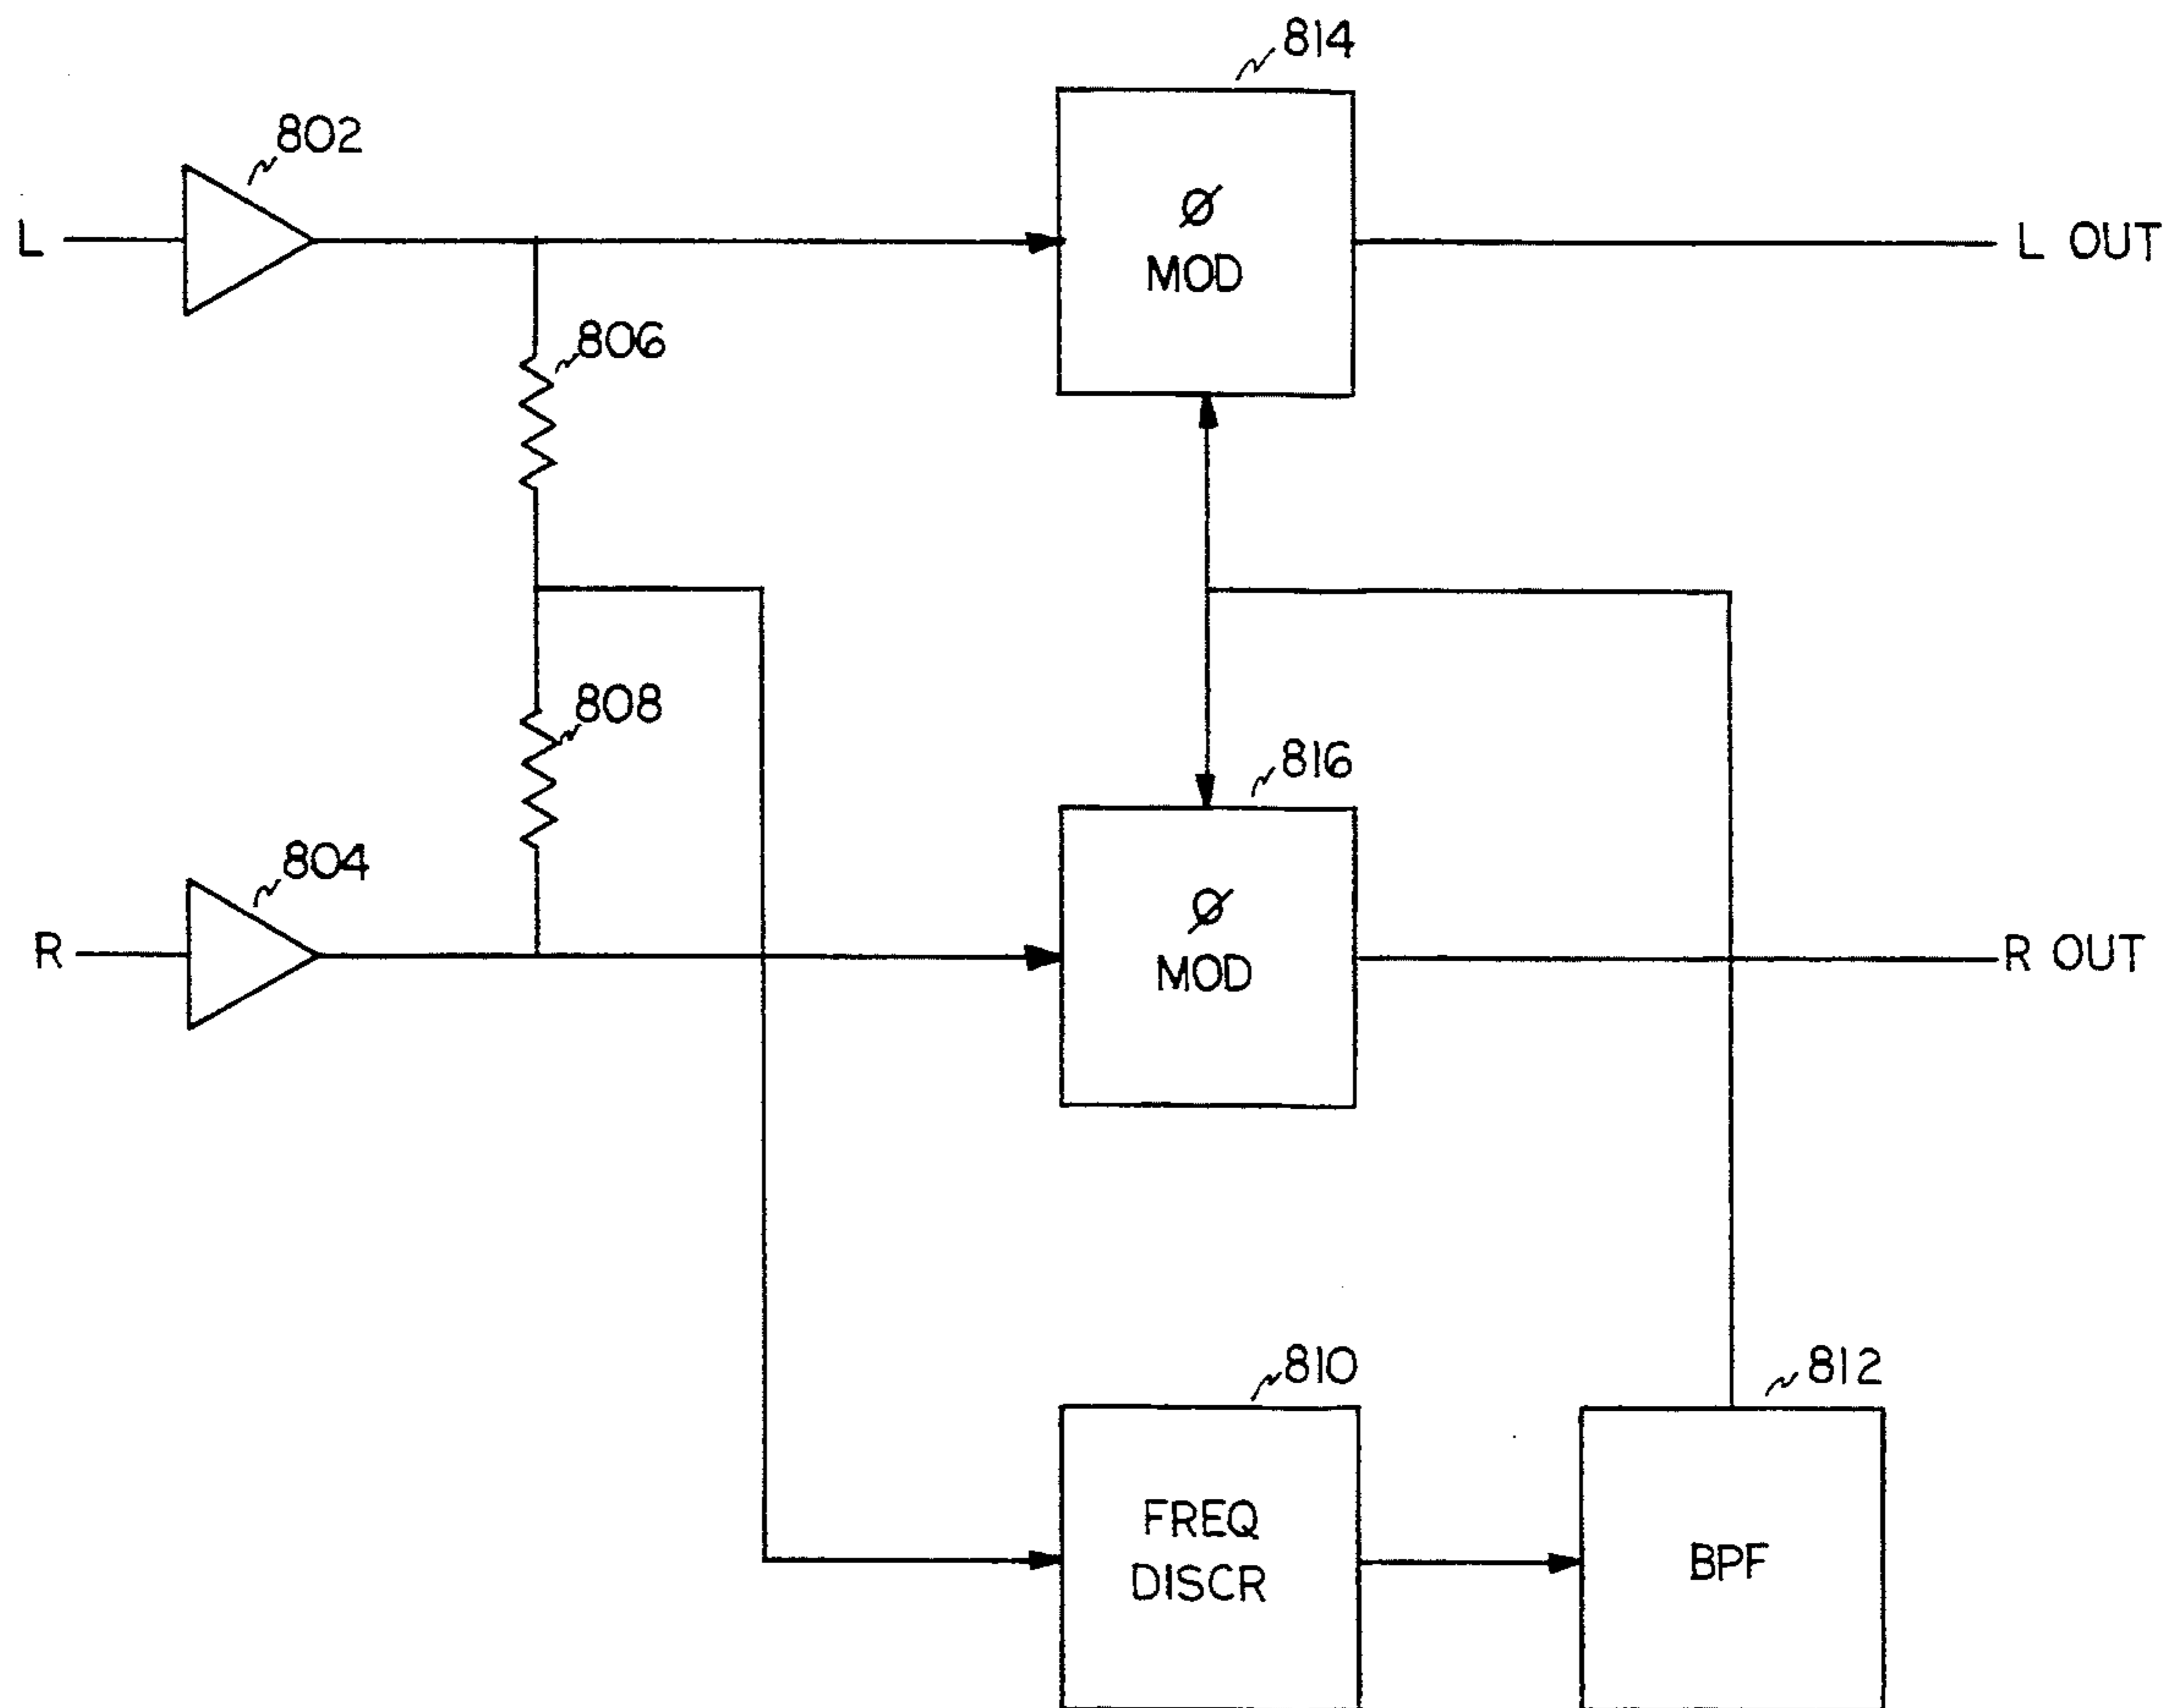 814
802
L
Ø
MOD
L OUT
806
808
816
804
R
Ø
MOD
R OUT
810
812
FREQ
DISCR
BPF